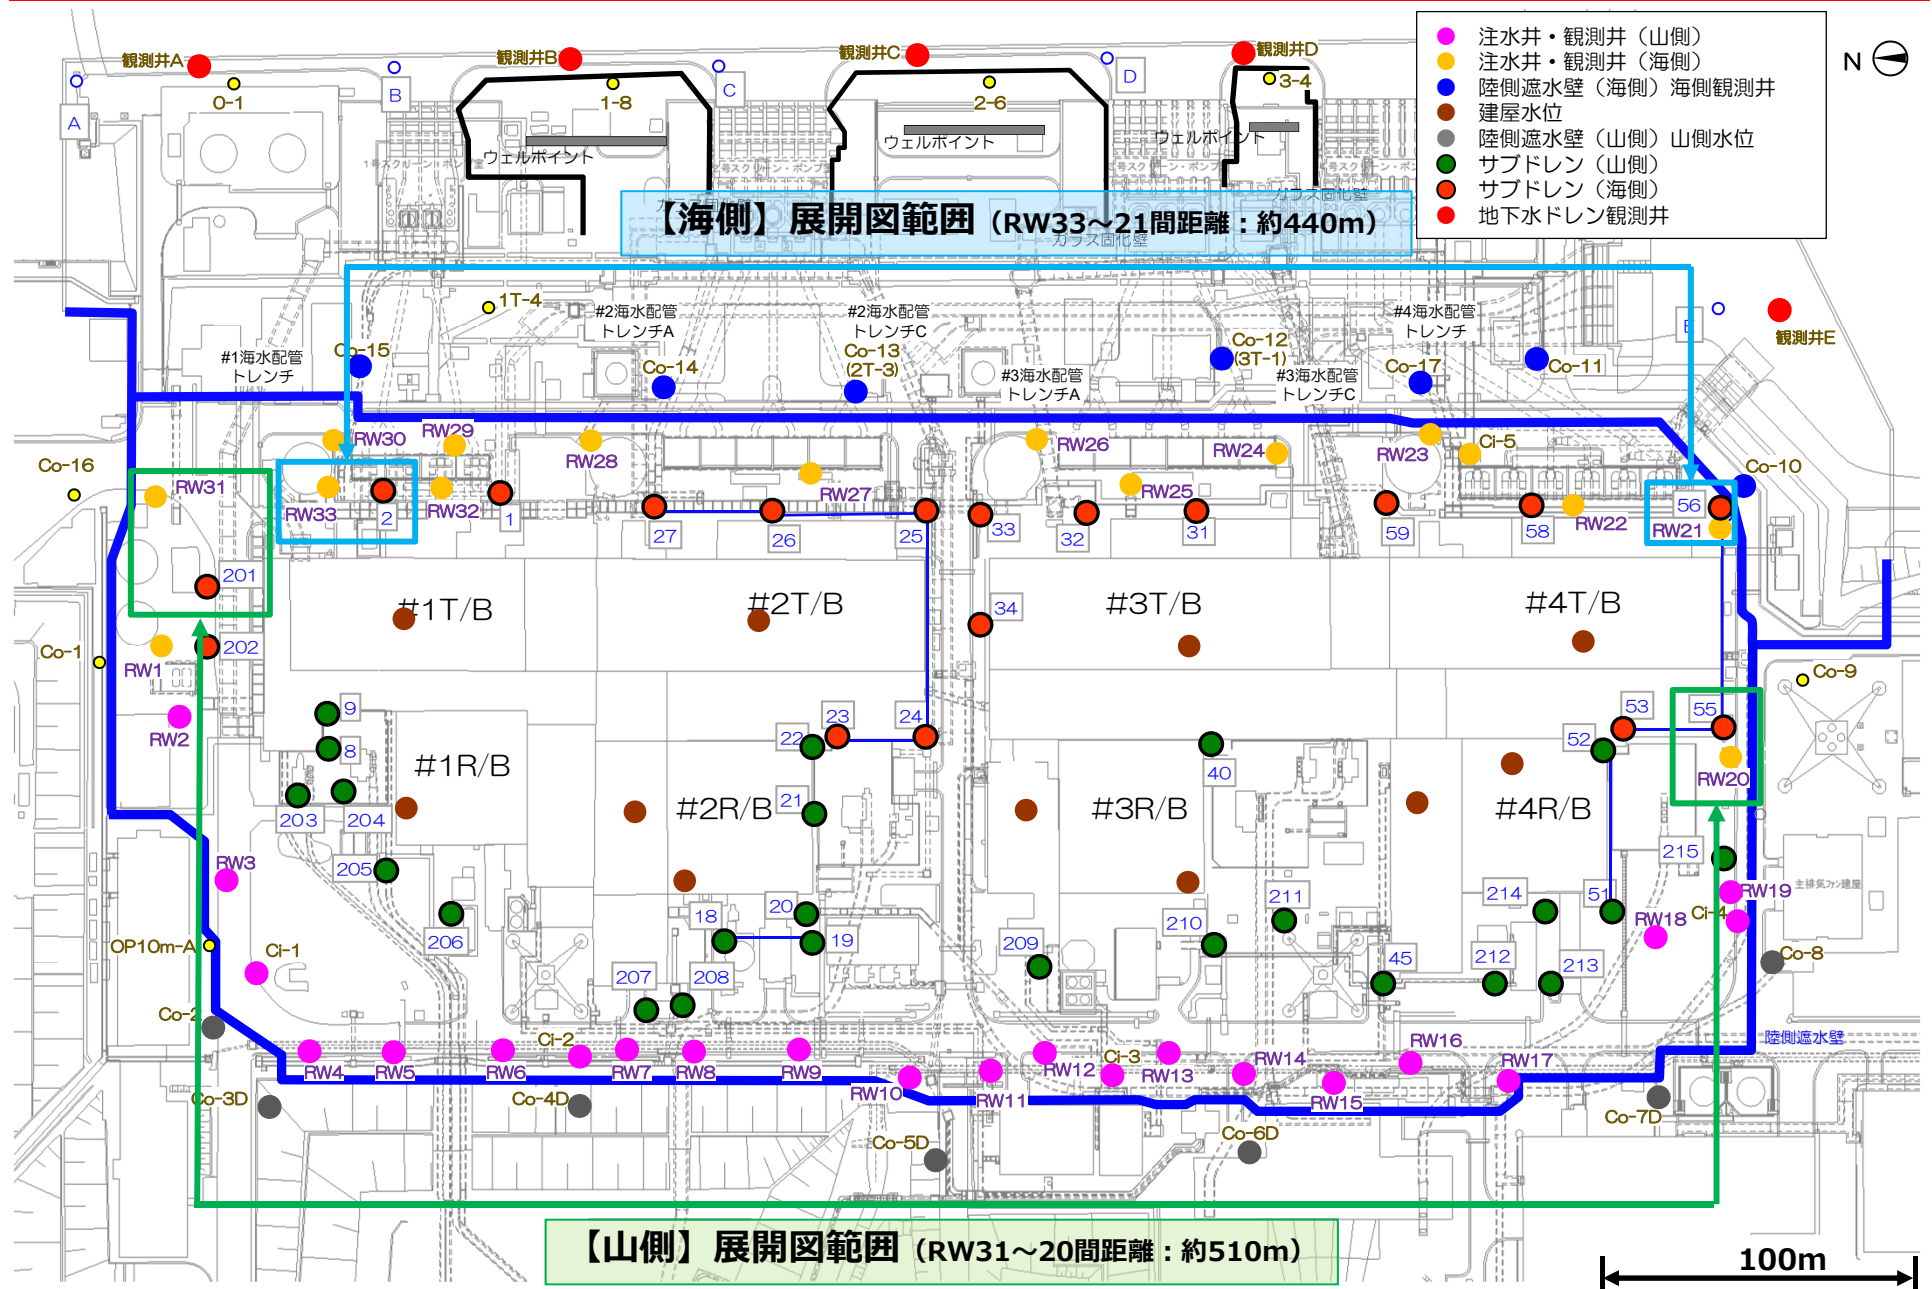 注水井・観測井（山側）
注水井・観測井（海側）
陸側遮水壁（海側）海側観測井
建屋水位
陸側遮水壁（山側）山側水位
サブドレン（山側）
サブドレン（海側）
地下水ドレン観測井
N
観測井A
観測井B
観測井C
観測井D
0-1
1-8
2-6
3-4
A
B
C
D
ウェルポイント
ウェルポイント
ウェルポイント
ガラス固化壁
【海側】展開図範囲（RW33～21間距離：約440m）
1T-4
#2海水配管
トレンチA
#2海水配管
トレンチC
#4海水配管
トレンチ
E
観測井E
#1海水配管
トレンチ
Co-15
Co-14
Co-13
(2T-3)
#3海水配管
トレンチA
Co-12
(3T-1)
#3海水配管
トレンチC
Co-17
Co-11
RW30
RW29
RW28
RW26
RW24
RW23
Ci-5
Co-16
RW31
RW33
2
RW32
1
27
26
RW27
25
33
32
RW25
31
59
58
RW22
56
RW21
Co-10
201
202
#1T/B
#2T/B
34
#3T/B
#4T/B
Co-1
RW1
RW2
9
8
203
204
#1R/B
22
23
24
21
#2R/B
40
#3R/B
52
53
55
RW20
Co-9
#4R/B
RW3
205
206
18
20
19
207
208
209
210
211
45
214
51
212
213
215
RW19
Ci-4
RW18
主排気ファン建屋
Co-8
OP10m-A
Ci-1
Co-2
陸側遮水壁
RW4
RW5
RW6
Ci-2
RW7
RW8
RW9
RW10
RW11
RW12
Ci-3
RW13
RW14
RW15
RW16
RW17
Co-3D
Co-4D
Co-5D
Co-6D
Co-7D
【山側】展開図範囲（RW31～20間距離：約510m）
100m